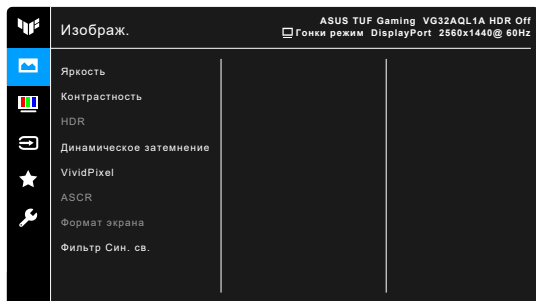 ASUS TUF Gaming VG32AQL1A HDR Off
Изображ.
Гонки режим DisplayPort 2560x1440@ 60Hz
Яркость
Контрастность
HDR
Динамическое затемнение
VividPixel
ASCR
Формат экрана
Фильтр Син. св.